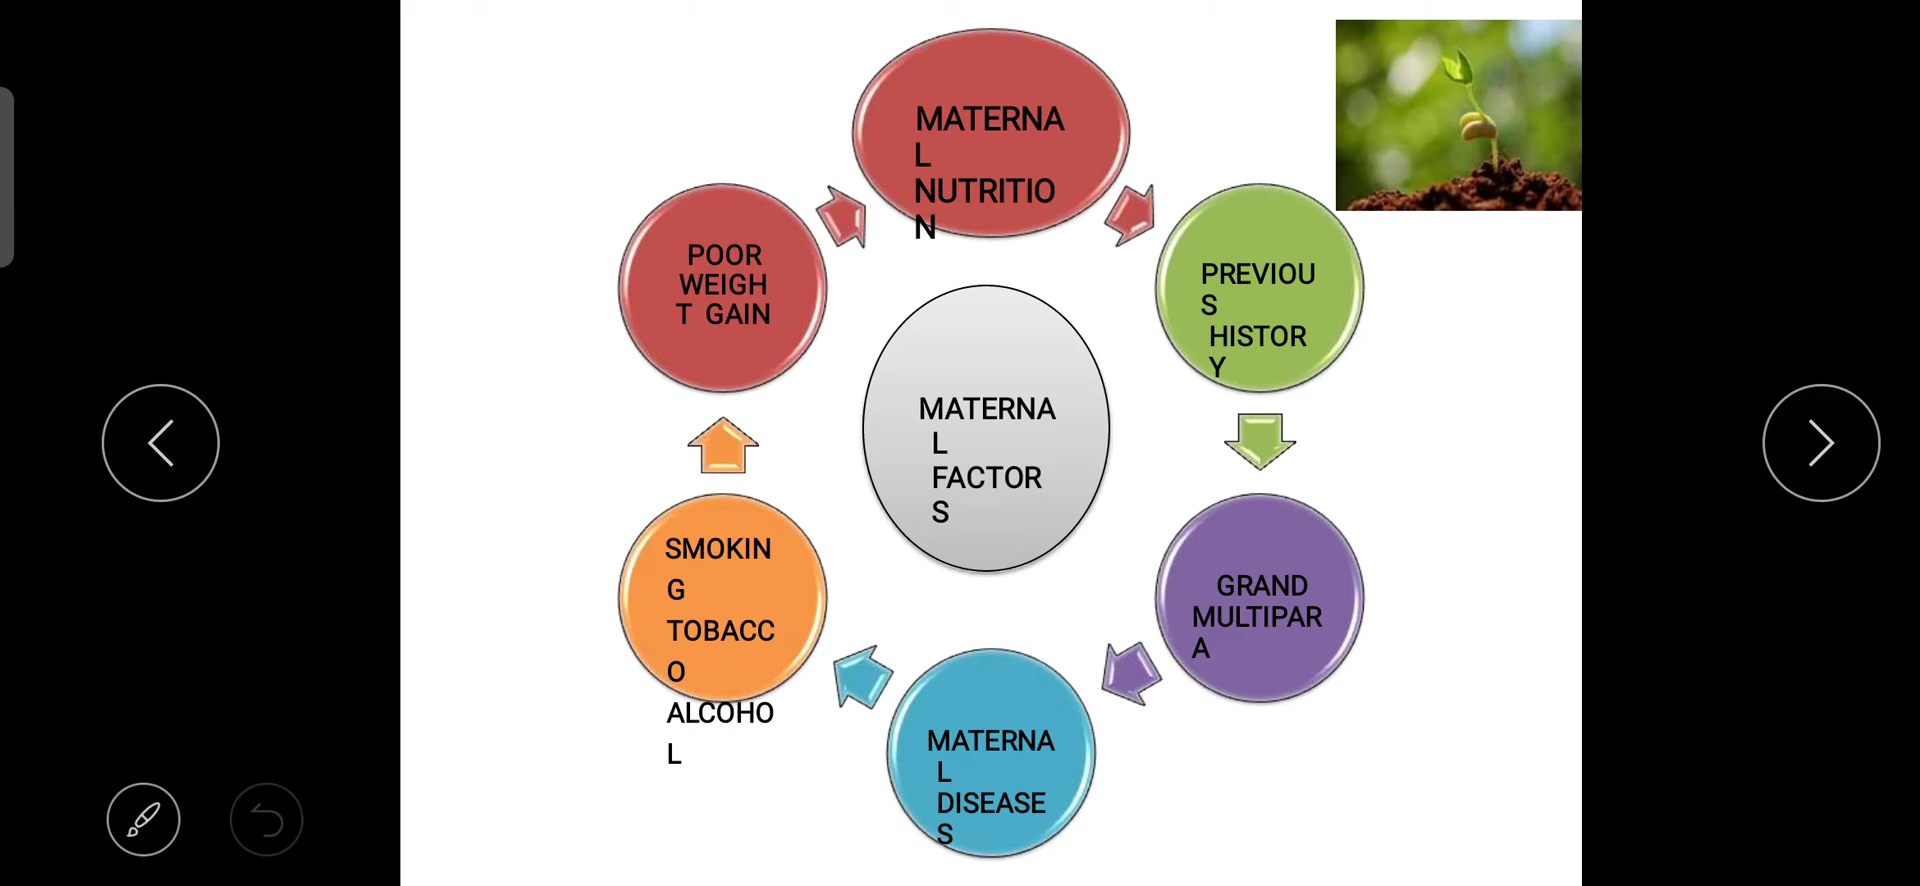 MATERNA
L
NUTRITIO
N
POOR
WEIGH
T GAIN
PREVIOU
S
HISTOR
Y
MATERNA
L
FACTOR
S
SMOKIN
G
TOBACC
O
ALCOHO
L
GRAND
MULTIPAR
A
MATERNA
L
DISEASE
S